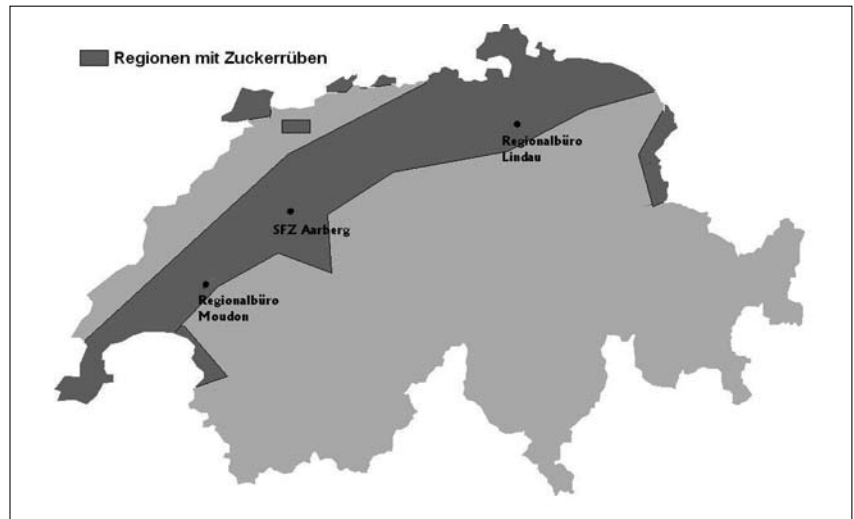 Regionen mit Zuckerrüben
Regionalbüro
Lindau
SFZ Aarberg
Regionalbüro
Moudon